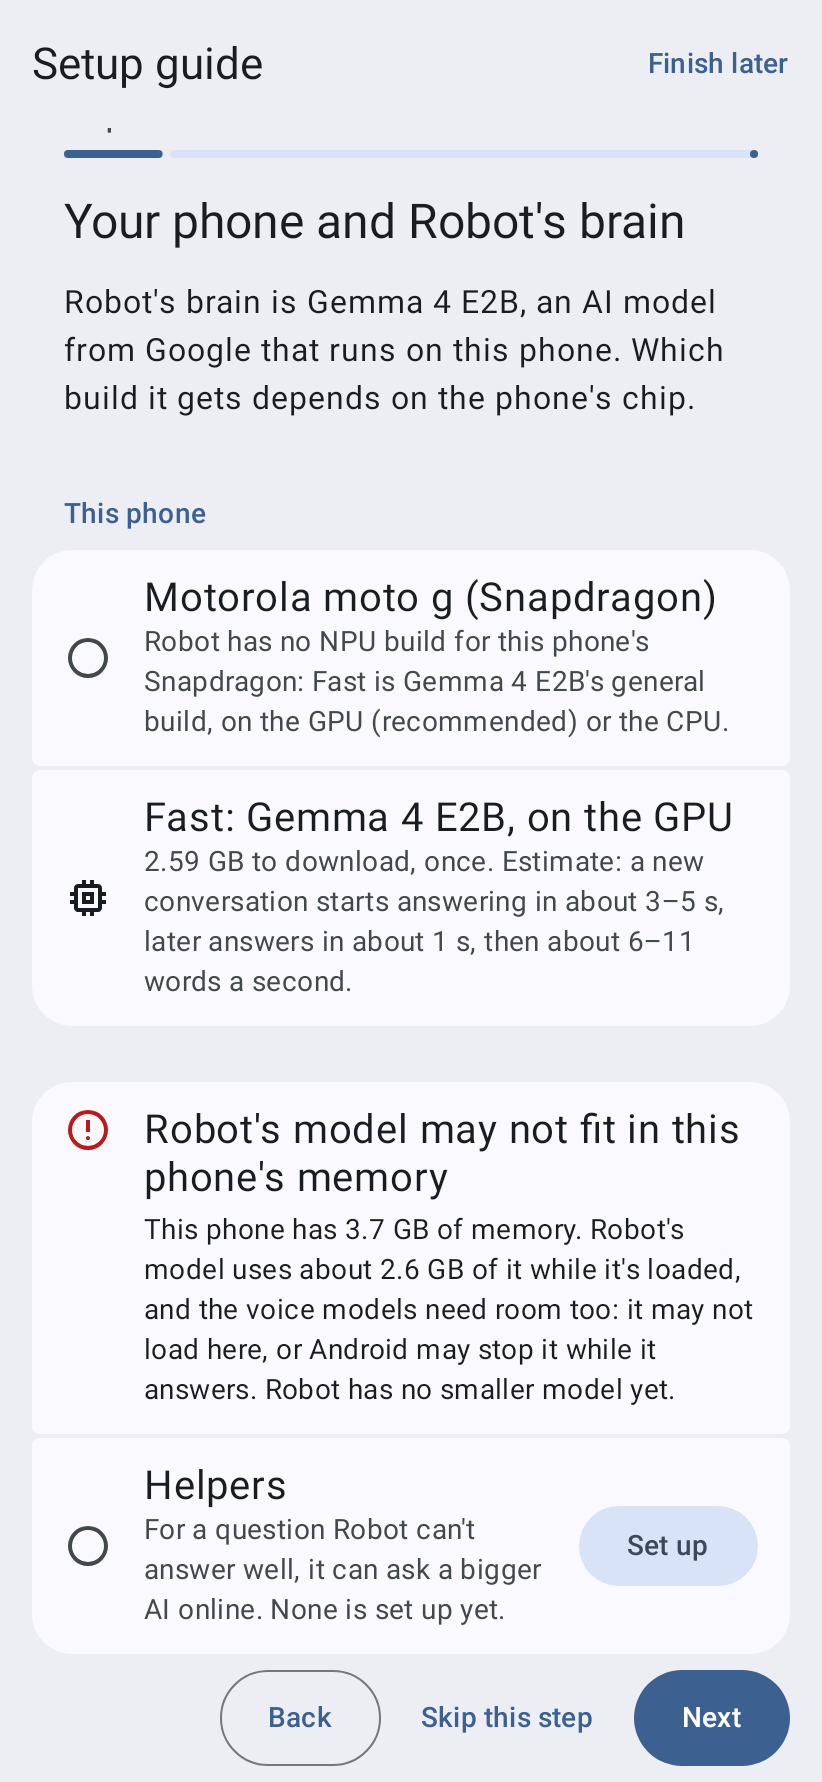 Setup guide
Finish later
Your phone and Robot's brain
Robot's brain is Gemma 4 E2B, an AI model
from Google that runs on this phone. Which
build it gets depends on the phone's chip.
This phone
Motorola moto g (Snapdragon)
Robot has no NPU build for this phone's
Snapdragon: Fast is Gemma 4 E2B's general
build, on the GPU (recommended) or the CPU.
Fast: Gemma 4 E2B, on the GPU
2.59 GB to download, once. Estimate: a new
conversation starts answering in about 3–5 s,
later answers in about 1 s, then about 6–11
words a second.
Robot's model may not fit in this
phone's memory
This phone has 3.7 GB of memory. Robot's
model uses about 2.6 GB of it while it's loaded,
and the voice models need room too: it may not
load here, or Android may stop it while it
answers. Robot has no smaller model yet.
Helpers
For a question Robot can't
answer well, it can ask a bigger
AI online. None is set up yet.
Set up
Back
Skip this step
Next